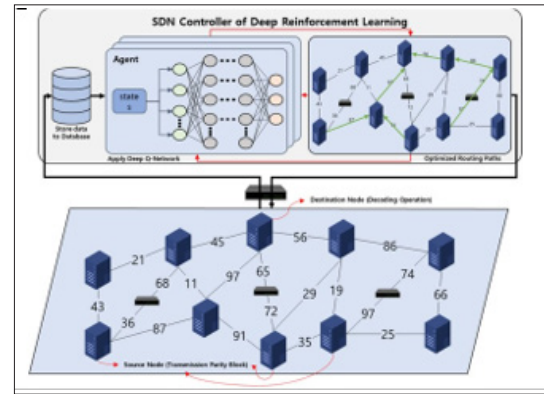 SDN Controller of Deep Reinforcement Learning
Agent
state
s
Store data
to Database
Apply Deep Q-Network
Optimized Routing Paths
Destination Node (Decoding Operation)
45
56
86
21
97
65
74
68
11
29
19
66
43
36
72
97
87
91
35
25
Source Node (Transmission Parity Block)